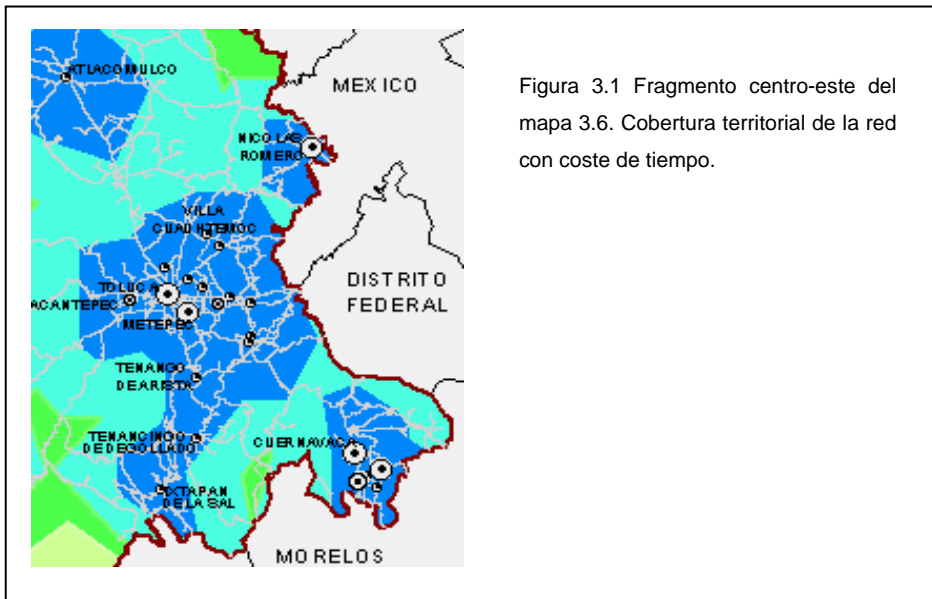 ATLACOMULCO
MEXICO
NICOLAS
ROMERO
VILLA
CUAUHTEMOC
TOLUCA
DISTRITO
FEDERAL
ACANTEPEC
METEPEC
TENANGO
DE ARISTA
TENANCINGO
DE DEGOLLADO
CUERNAVACA
IXTAPAN
DE LA SAL
MORELOS
Figura 3.1 Fragmento centro-este del
mapa 3.6. Cobertura territorial de la red
con coste de tiempo.